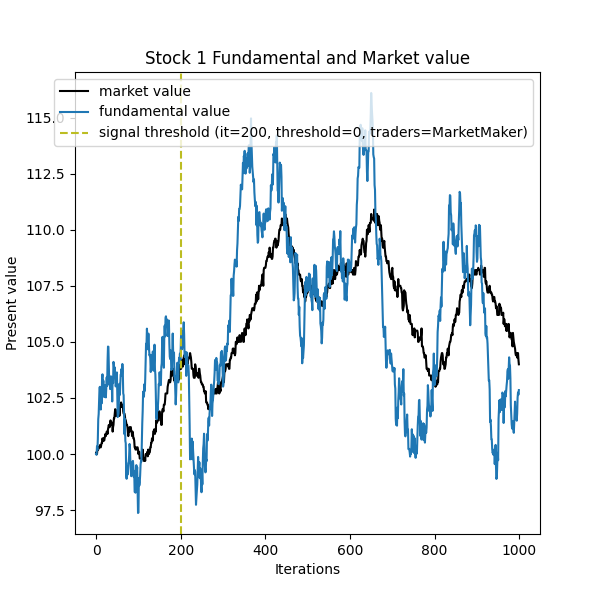 Stock 1 Fundamental and Market value
market value
fundamental value
signal threshold (it=200, threshold=0, traders=MarketMaker)
115.0
112.5
110.0
107.5
105.0
102.5
100.0
97.5
Present value
0 200 400 600 800 1000
Iterations